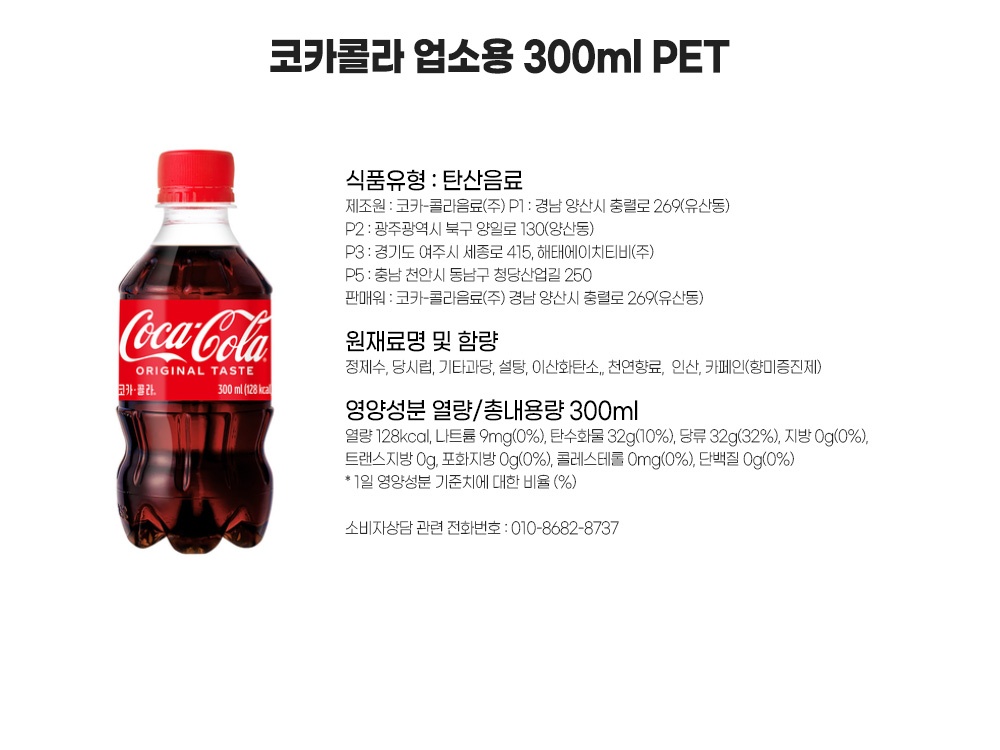 코카콜라 업소용 300ml PET
식품유형 : 탄산음료
제조원 : 코카-콜라음료(주) P1 : 경남 양산시 충렬로 269(유산동)
P2 : 광주광역시 북구 양일로 130(양산동)
P3 : 경기도 여주시 세종로 415, 해태에이치티비(주)
P5 : 충남 천안시 동남구 청당산업길 250
판매워 : 코카-콜라음료(주) 경남 양산시 충렬로 269(유산동)
원재료명 및 함량
정제수, 당시럽, 기타과당, 설탕, 이산화탄소,, 천연향료, 인산, 카페인(향미증진제)
영양성분 열량/총내용량 300ml
열량 128kcal, 나트륨 9mg(0%), 탄수화물 32g(10%), 당류 32g(32%), 지방 0g(0%),
트랜스지방 0g, 포화지방 0g(0%), 콜레스테롤 0mg(0%), 단백질 0g(0%)
* 1일 영양성분 기준치에 대한 비율 (%)
소비자상담 관련 전화번호 : 010-8682-8737
Coca-Cola
ORIGINAL TASTE
코카-콜라.
300 ml (128 kcal)